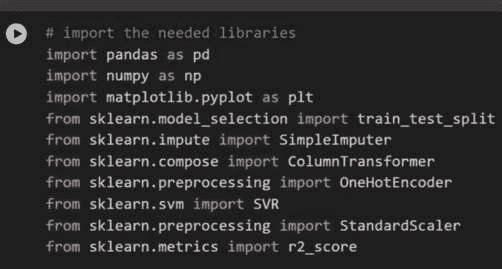 # import the needed libraries
import pandas as pd
import numpy as np
import matplotlib.pyplot as plt
from sklearn.model_selection import train_test_split
from sklearn.impute import SimpleImputer
from sklearn.compose import ColumnTransformer
from sklearn.preprocessing import OneHotEncoder
from sklearn.svm import SVR
from sklearn.preprocessing import StandardScaler
from sklearn.metrics import r2_score